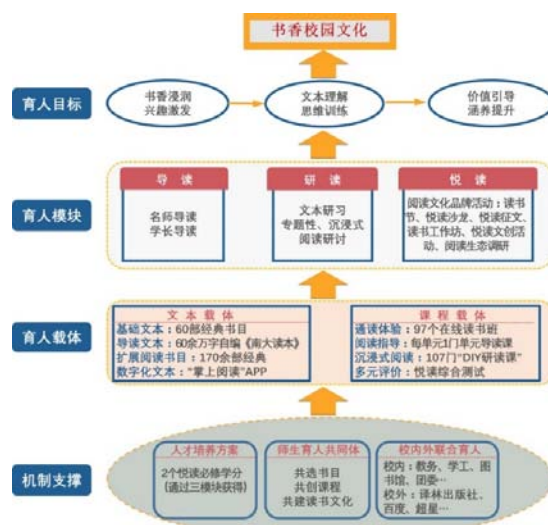 书香校园文化
育人目标
书香浸润
兴趣激发
文本理解
思维训练
价值引导
涵养提升
育人模块
导 读
名师导读
学长导读
研 读
文本研习
专题性、沉浸式
阅读研讨
悦 读
阅读文化品牌活动：读书
节、悦读沙龙、悦读征文、
读书工作坊、悦读文创活
动、阅读生态调研
育人载体
文 本 载 体
基础文本：60部经典书目
导读文本：60余万字自编《南大读本》
扩展阅读书目：170余部经典
数字化文本：“掌上阅读”APP
课 程 载 体
通读体验：97个在线读书班
阅读指导：每单元1门单元导读课
沉浸式阅读：107门“DIY研读课”
多元评价：悦读综合测试
机制支撑
人才培养方案
2个悦读必修学分
（通过三模块获得）
师生育人共同体
共选书目
共创课程
共建读书文化
校内外联合育人
校内：教务、学工、图
书馆、团委…
校外：译林出版社、
百度、超星…